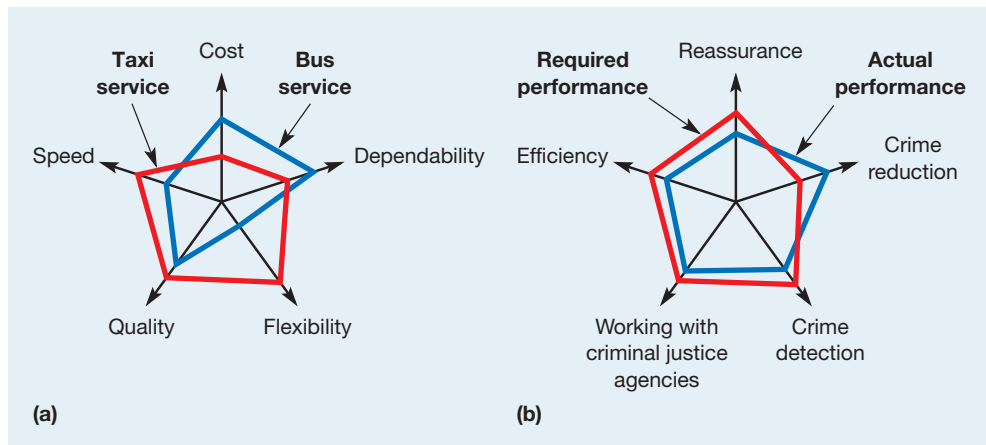 Cost
Taxi
service
Bus
service
Speed
Dependability
Quality
Flexibility
(a)
Reassurance
Required
performance
Actual
performance
Efficiency
Crime
reduction
Working with
criminal justice
agencies
Crime
detection
(b)